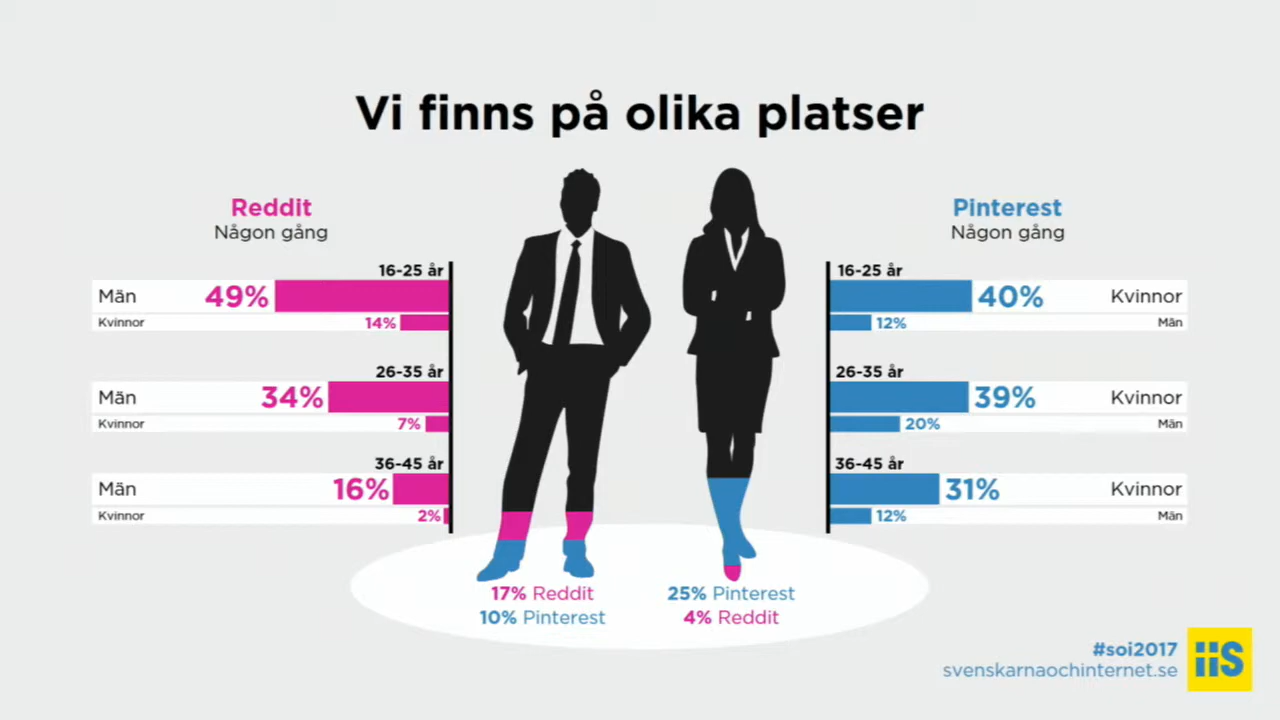 Vi finns på olika platser
Reddit
Någon gång
16-25 år
Män 49%
Kvinnor 14%
26-35 år
Män 34%
Kvinnor 7%
36-45 år
Män 16%
Kvinnor 2%
Pinterest
Någon gång
16-25 år
40% Kvinnor
12% Män
26-35 år
39% Kvinnor
20% Män
36-45 år
31% Kvinnor
12% Män
17% Reddit
10% Pinterest
25% Pinterest
4% Reddit
#soi2017
svenskarnaochinternet.se
iis